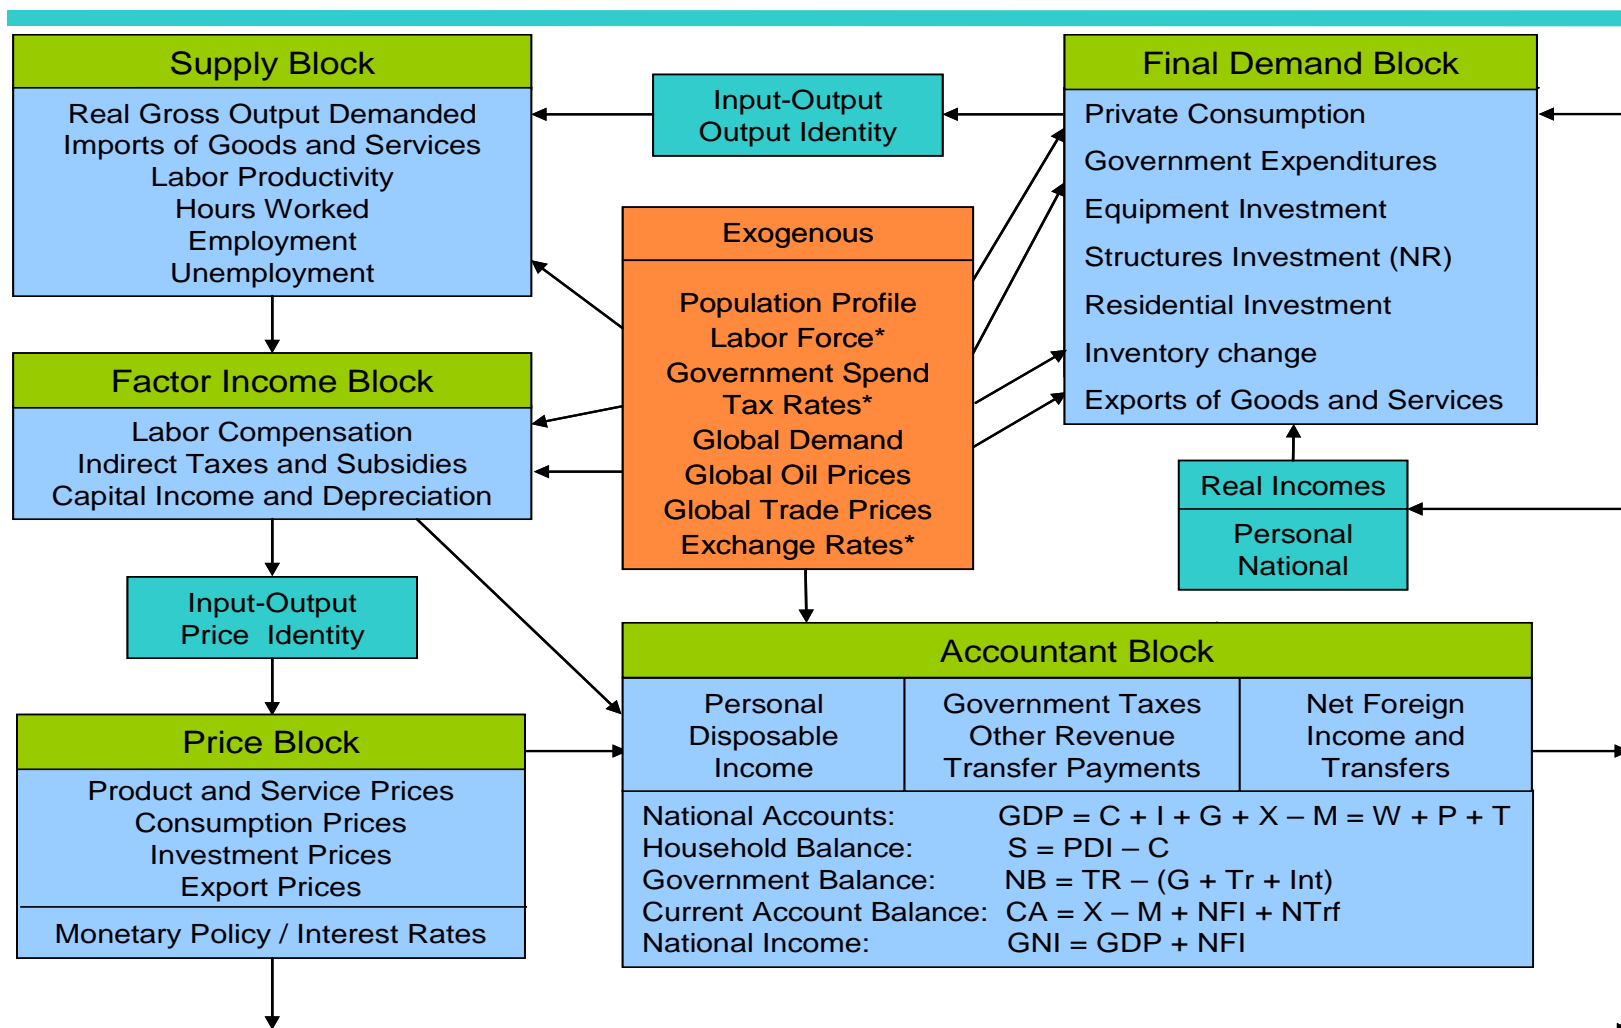 Supply Block
Real Gross Output Demanded
Imports of Goods and Services
Labor Productivity
Hours Worked
Employment
Unemployment
Input-Output
Output Identity
Final Demand Block
Private Consumption
Government Expenditures
Equipment Investment
Structures Investment (NR)
Residential Investment
Inventory change
Exports of Goods and Services
Exogenous
Population Profile
Labor Force*
Government Spend
Tax Rates*
Global Demand
Global Oil Prices
Global Trade Prices
Exchange Rates*
Factor Income Block
Labor Compensation
Indirect Taxes and Subsidies
Capital Income and Depreciation
Real Incomes
Personal
National
Input-Output
Price Identity
Price Block
Product and Service Prices
Consumption Prices
Investment Prices
Export Prices
Monetary Policy / Interest Rates
Accountant Block
Personal
Disposable
Income
Government Taxes
Other Revenue
Transfer Payments
Net Foreign
Income and
Transfers
National Accounts: GDP = C + I + G + X – M = W + P + T
Household Balance: S = PDI – C
Government Balance: NB = TR – (G + Tr + Int)
Current Account Balance: CA = X – M + NFI + NTrf
National Income: GNI = GDP + NFI